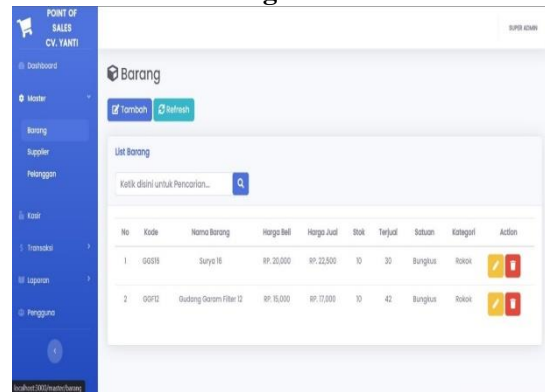 POINT OF
SALES
CV. YANTI
SUPER ADMIN
Dashboard
Master
Barang
Supplier
Pelanggan
Kasir
Transaksi
Laporan
Pengguna
Barang
Tambah Refresh
List Barang
Ketik disini untuk Pencarian...
No Kode Nama Barang Harga Beli Harga Jual Stok Terjual Satuan Kategori Action
1 GGS16 Surya 16 RP. 20,000 RP. 22,500 10 30 Bungkus Rokok
2 GGF12 Gudang Garam Filter 12 RP. 15,000 RP. 17,000 10 42 Bungkus Rokok
localhost:3000/master/barang